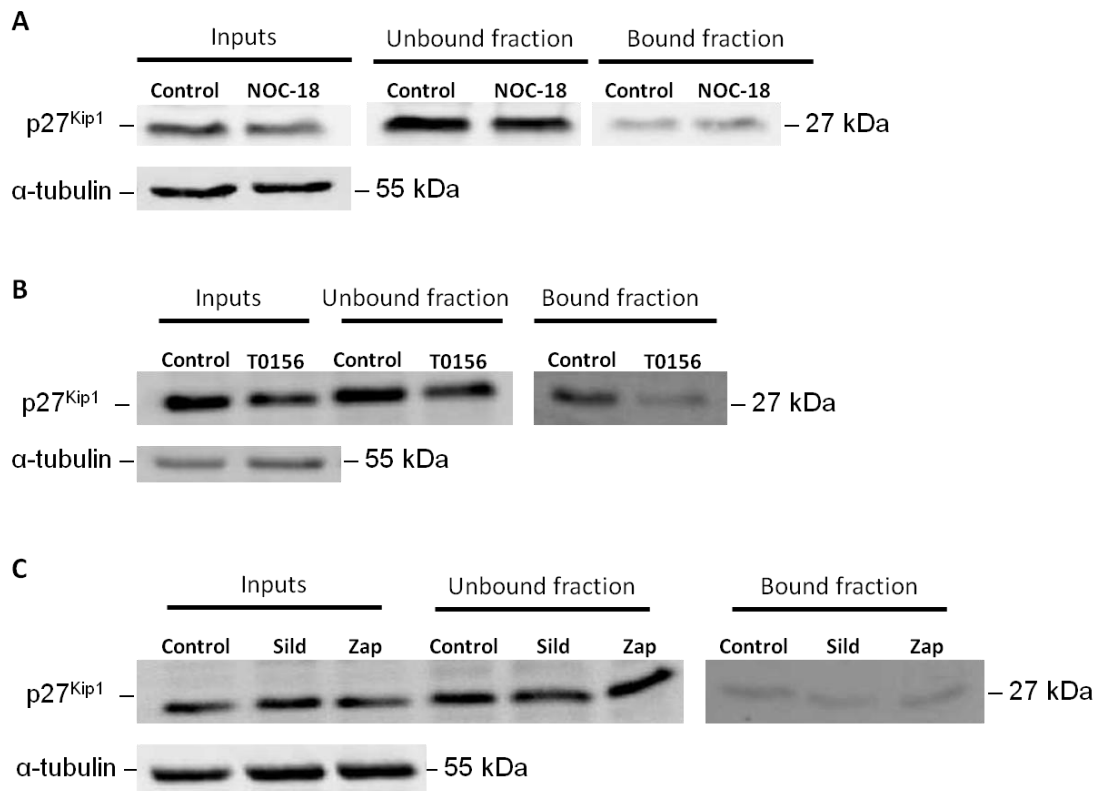 A
Inputs Unbound fraction Bound fraction
Control NOC-18 Control NOC-18 Control NOC-18
p27Kip1 – – 27 kDa
α-tubulin – – 55 kDa
B
Inputs Unbound fraction Bound fraction
Control T0156 Control T0156 Control T0156
p27Kip1 – – 27 kDa
α-tubulin – – 55 kDa
C
Inputs Unbound fraction Bound fraction
Control Sild Zap Control Sild Zap Control Sild Zap
p27Kip1 – – 27 kDa
α-tubulin – – 55 kDa